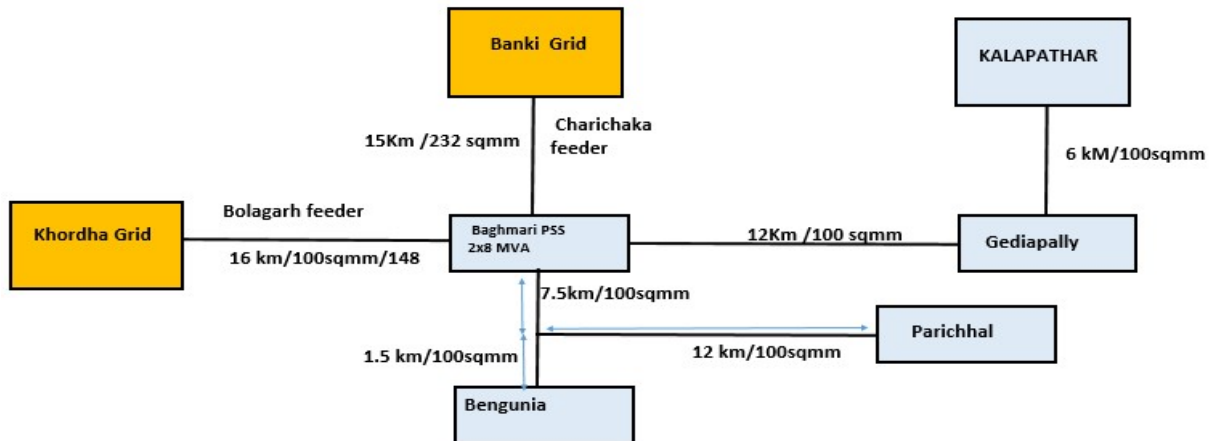 Banki Grid
KALAPATHAR
Charichaka
feeder
15Km /232 sqmm
6 kM/100sqmm
Bolagarh feeder
Khordha Grid
Baghmari PSS
2x8 MVA
12Km /100 sqmm
Gediapally
16 km/100sqmm/148
7.5km/100sqmm
Parichhal
1.5 km/100sqmm
12 km/100sqmm
Bengunia